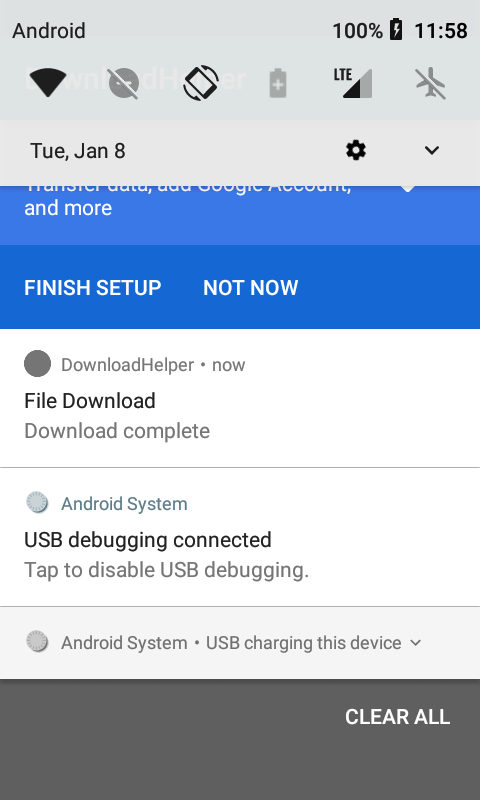 Android
100%
11:58
DownloadHelper
LTE
Tue, Jan 8
Transfer data, add Google Account,
and more
FINISH SETUP
NOT NOW
DownloadHelper • now
File Download
Download complete
Android System
USB debugging connected
Tap to disable USB debugging.
Android System • USB charging this device
CLEAR ALL